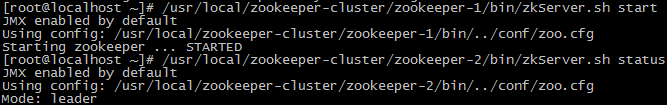 [root@localhost ~]# /usr/local/zookeeper-cluster/zookeeper-1/bin/zkServer.sh start
JMX enabled by default
Using config: /usr/local/zookeeper-cluster/zookeeper-1/bin/../conf/zoo.cfg
Starting zookeeper ... STARTED
[root@localhost ~]# /usr/local/zookeeper-cluster/zookeeper-2/bin/zkServer.sh status
JMX enabled by default
Using config: /usr/local/zookeeper-cluster/zookeeper-2/bin/../conf/zoo.cfg
Mode: leader